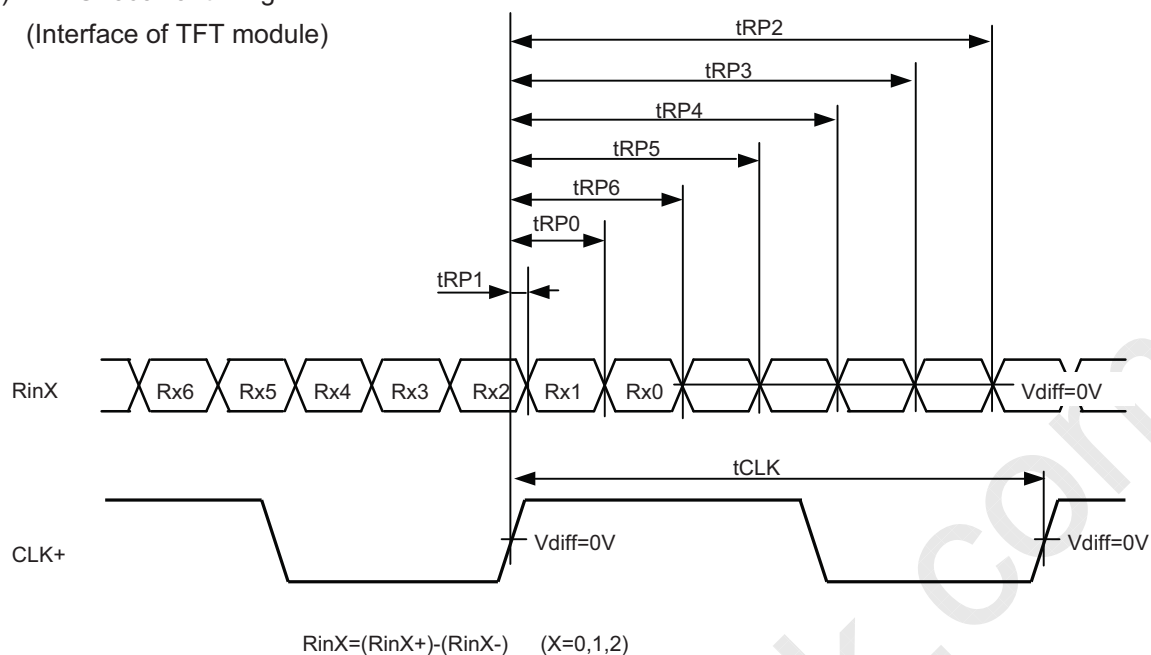 (Interface of TFT module)
tRP2
tRP3
tRP4
tRP5
tRP6
tRP0
tRP1
RinX Rx6 Rx5 Rx4 Rx3 Rx2 Rx1 Rx0 Vdiff=0V
tCLK
CLK+ Vdiff=0V Vdiff=0V
RinX=(RinX+)-(RinX-) (X=0,1,2)